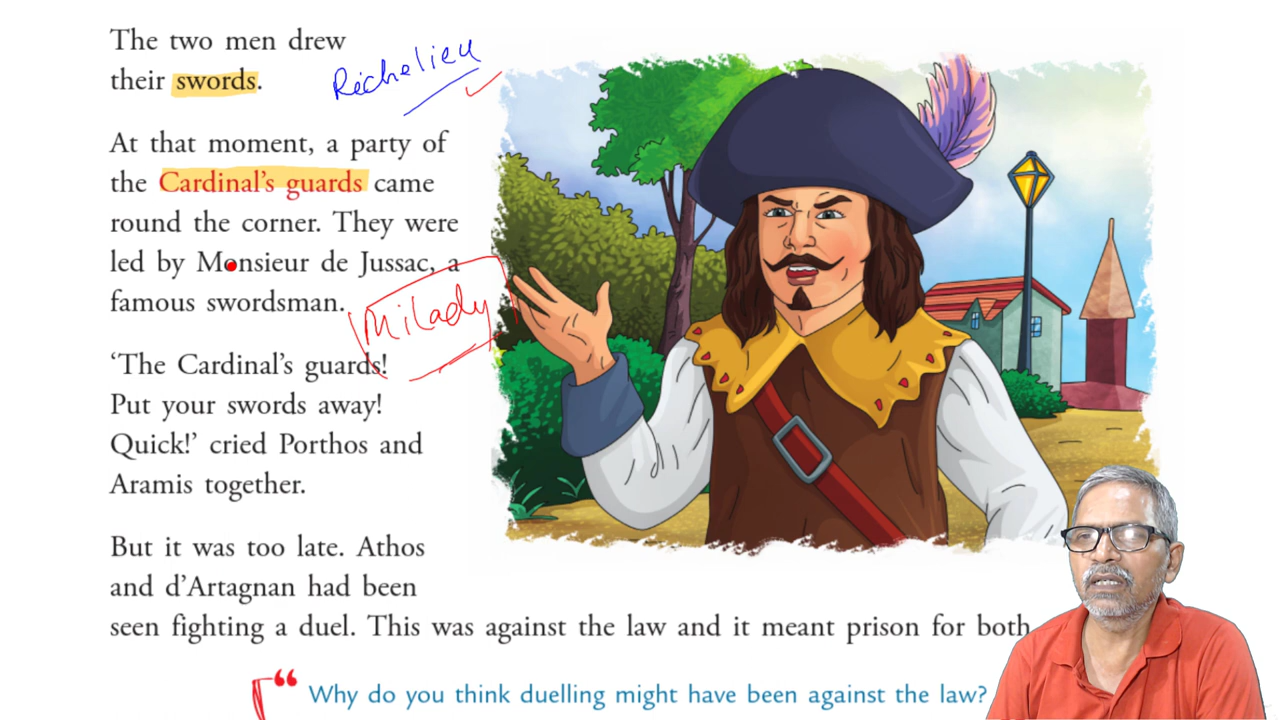 The two men drew
their swords.
Richelieu
At that moment, a party of
the Cardinal's guards came
round the corner. They were
led by Monsieur de Jussac, a
famous swordsman.
Milady
‘The Cardinal's guards!
Put your swords away!
Quick!’ cried Porthos and
Aramis together.
But it was too late. Athos
and d'Artagnan had been
seen fighting a duel. This was against the law and it meant prison for both
“
Why do you think duelling might have been against the law?